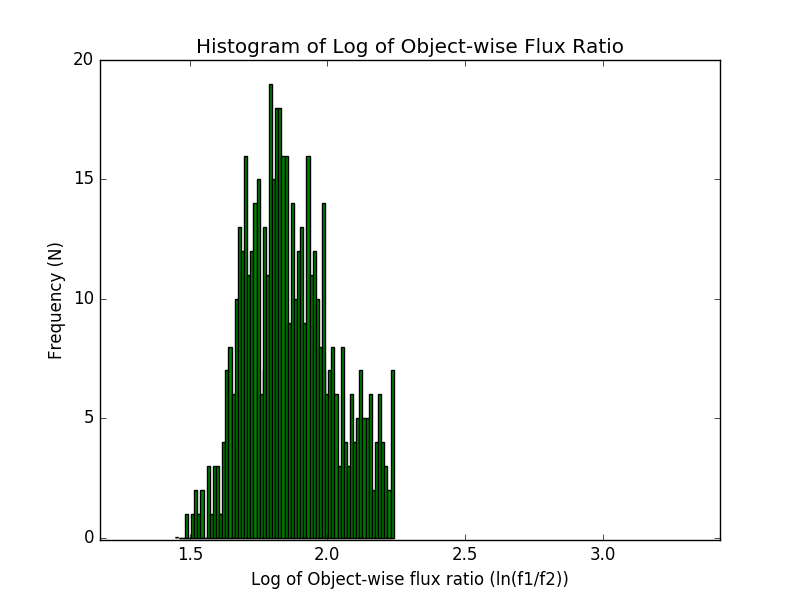 Histogram of Log of Object-wise Flux Ratio
20
15
10
5
0
Frequency (N)
1.5 2.0 2.5 3.0
Log of Object-wise flux ratio (ln(f1/f2))